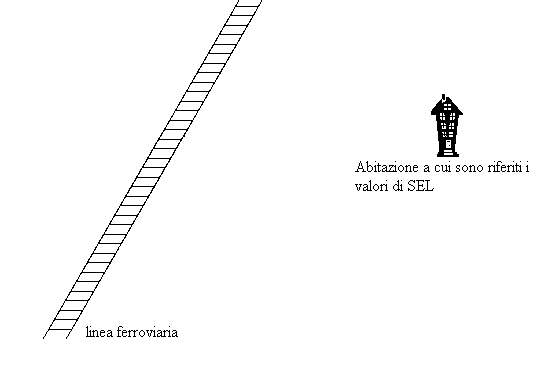 Abitazione a cui sono riferiti i
valori di SEL
linea ferroviaria